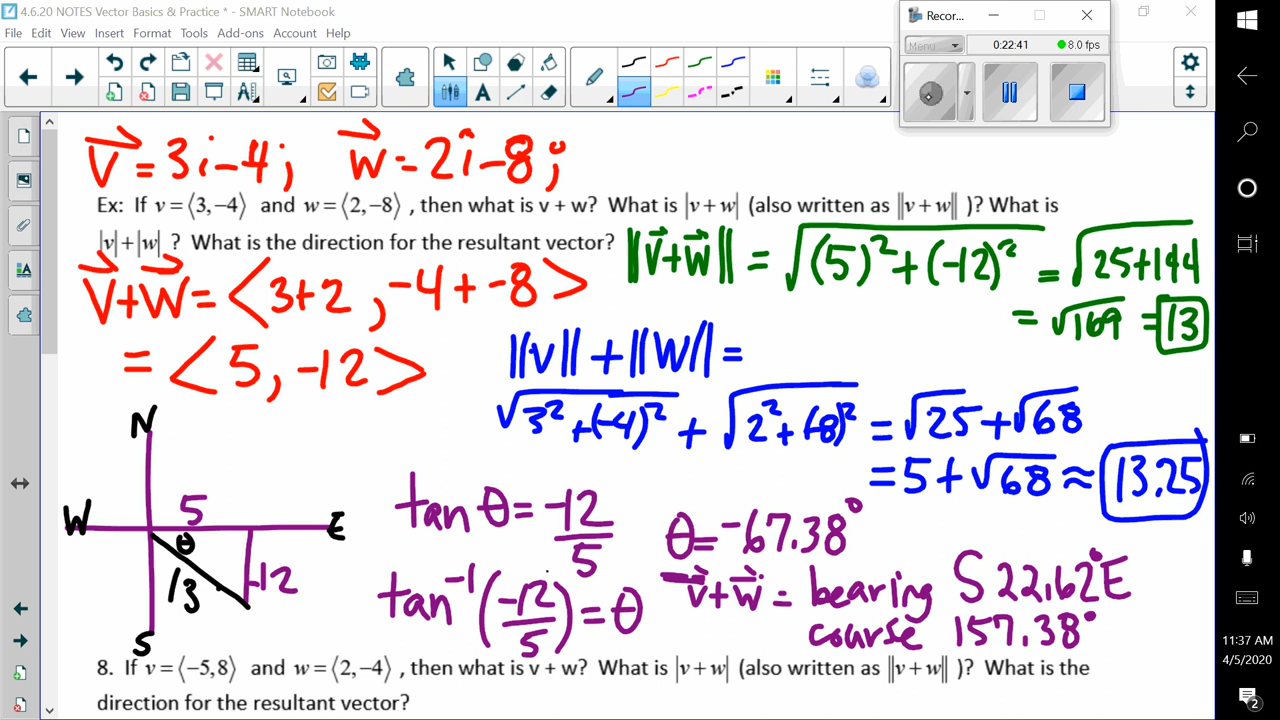 4.6.20 NOTES Vector Basics & Practice * - SMART Notebook
File Edit View Insert Format Tools Add-ons Account Help
Recor...
Menu
0:22:41 8.0 fps
v = 3i - 4j w = 2i - 8j
Ex: If v = ⟨3,−4⟩ and w = ⟨2,−8⟩ , then what is v + w? What is |v + w| (also written as ‖v + w‖ )? What is
|v| + |w| ? What is the direction for the resultant vector?
‖v+w‖ = √(5)²+(-12)² = √25+144
= √169 = 13
v+w = <3+2, -4+-8>
= <5, -12>
‖v‖ + ‖w‖ =
√3²+(-4)² + √2²+(-8)² = √25 + √68
= 5 + √68 ≈ 13.25
N
W 5 E
θ
13 -12
S
tan θ = -12/5
tan⁻¹(-12/5) = θ
θ = -67.38°
v+w = bearing S 22.62°E
course 157.38°
8. If v = ⟨−5,8⟩ and w = ⟨2,−4⟩ , then what is v + w? What is |v + w| (also written as ‖v + w‖ )? What is the
direction for the resultant vector?
11:37 AM
4/5/2020
2